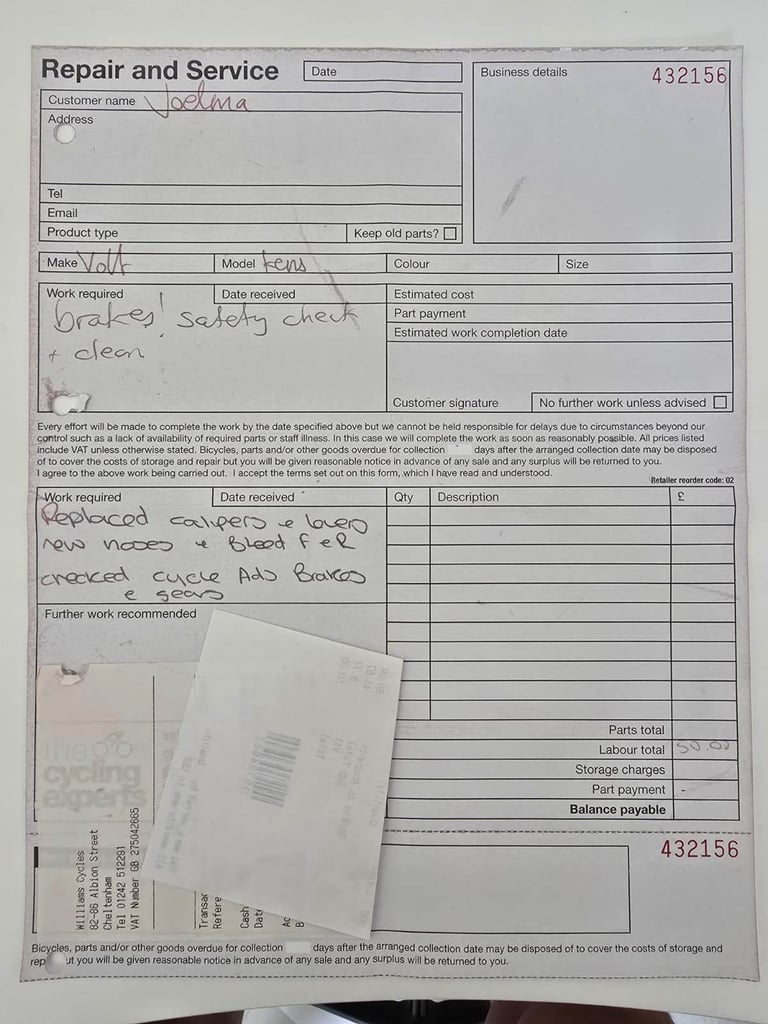 Repair and Service
Date
Business details
432156
Customer name Joelma
Address
Tel
Email
Product type
Keep old parts?
Make Volt
Model Kens
Colour
Size
Work required
Date received
brakes! safety check
+ clean
Estimated cost
Part payment
Estimated work completion date
Customer signature
No further work unless advised
Every effort will be made to complete the work by the date specified above but we cannot be held responsible for delays due to circumstances beyond our
control such as a lack of availability of required parts or staff illness. In this case we will complete the work as soon as reasonably possible. All prices listed
include VAT unless otherwise stated. Bicycles, parts and/or other goods overdue for collection days after the arranged collection date may be disposed
of to cover the costs of storage and repair but you will be given reasonable notice in advance of any sale and any surplus will be returned to you.
I agree to the above work being carried out. I accept the terms set out on this form, which I have read and understood.
Retailer reorder code: 02
Work required
Date received
Qty
Description
£
Replaced calipers e levers
new hoses e Bleed F e R
checked cycle Ads Brakes
e gears
Further work recommended
Parts total
Labour total 50.00
Storage charges
Part payment -
Balance payable
the
cycling
experts
Williams Cycles
82-86 Albion Street
Cheltenham
Tel 01242 512291
VAT Number GB 275042665
432156
Bicycles, parts and/or other goods overdue for collection days after the arranged collection date may be disposed of to cover the costs of storage and
rep ut you will be given reasonable notice in advance of any sale and any surplus will be returned to you.